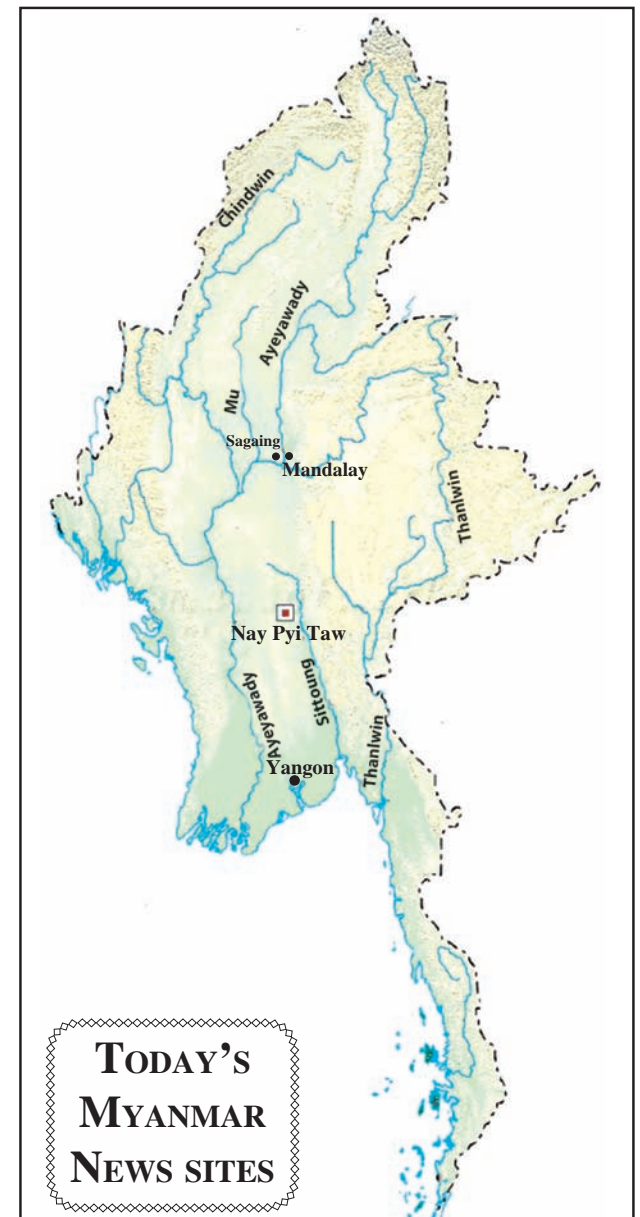 Chindwin
Ayeyawady
Mu
Sagaing
Mandalay
Thanlwin
Nay Pyi Taw
Sittoung
Ayeyawady
Thanlwin
Yangon
TODAY'S
MYANMAR
NEWS SITES